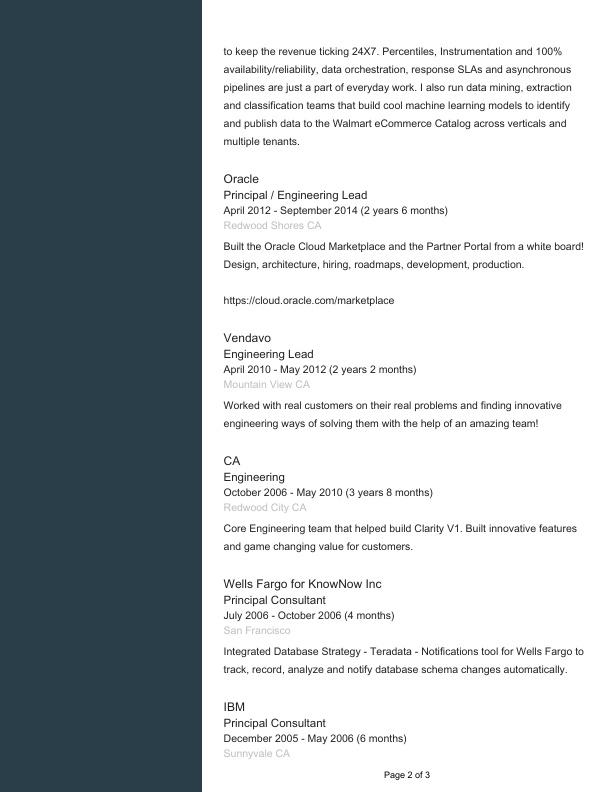 to keep the revenue ticking 24X7. Percentiles, Instrumentation and 100%
availability/reliability, data orchestration, response SLAs and asynchronous
pipelines are just a part of everyday work. I also run data mining, extraction
and classification teams that build cool machine learning models to identify
and publish data to the Walmart eCommerce Catalog across verticals and
multiple tenants.
Oracle
Principal / Engineering Lead
April 2012 - September 2014 (2 years 6 months)
Redwood Shores CA
Built the Oracle Cloud Marketplace and the Partner Portal from a white board!
Design, architecture, hiring, roadmaps, development, production.
https://cloud.oracle.com/marketplace
Vendavo
Engineering Lead
April 2010 - May 2012 (2 years 2 months)
Mountain View CA
Worked with real customers on their real problems and finding innovative
engineering ways of solving them with the help of an amazing team!
CA
Engineering
October 2006 - May 2010 (3 years 8 months)
Redwood City CA
Core Engineering team that helped build Clarity V1. Built innovative features
and game changing value for customers.
Wells Fargo for KnowNow Inc
Principal Consultant
July 2006 - October 2006 (4 months)
San Francisco
Integrated Database Strategy - Teradata - Notifications tool for Wells Fargo to
track, record, analyze and notify database schema changes automatically.
IBM
Principal Consultant
December 2005 - May 2006 (6 months)
Sunnyvale CA
Page 2 of 3